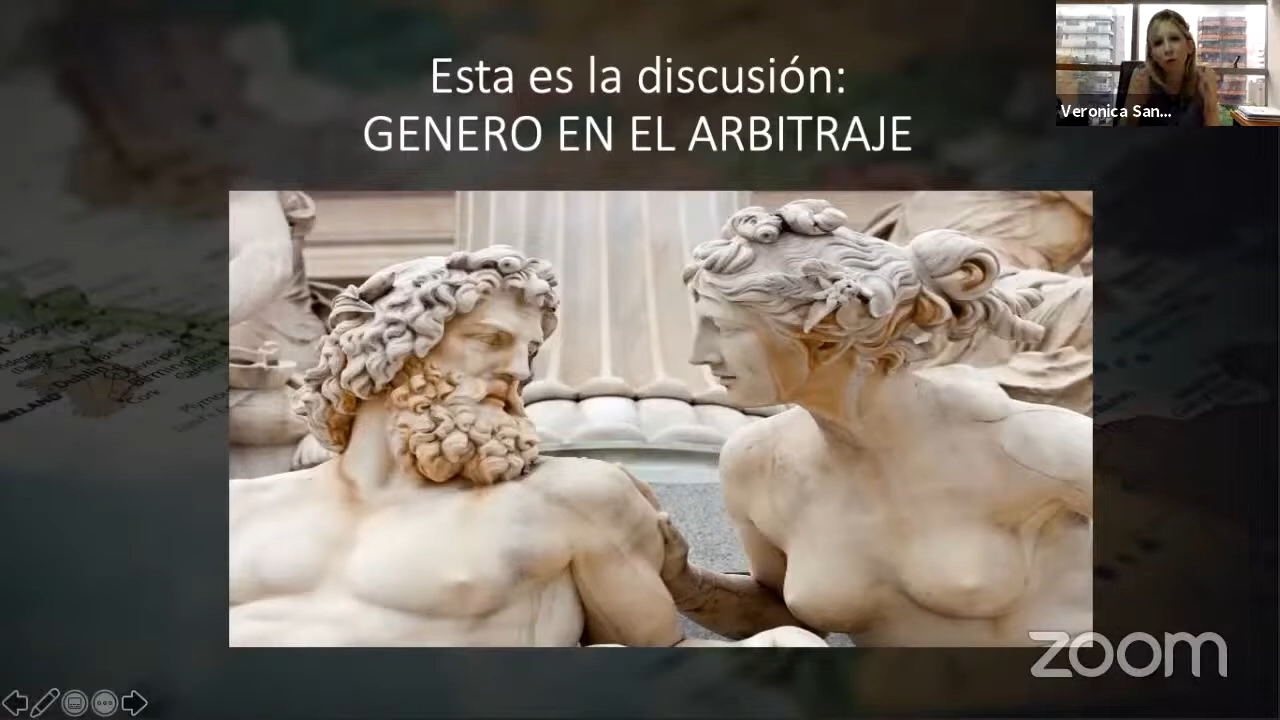 Esta es la discusión:
GENERO EN EL ARBITRAJE
Veronica San...
zoom